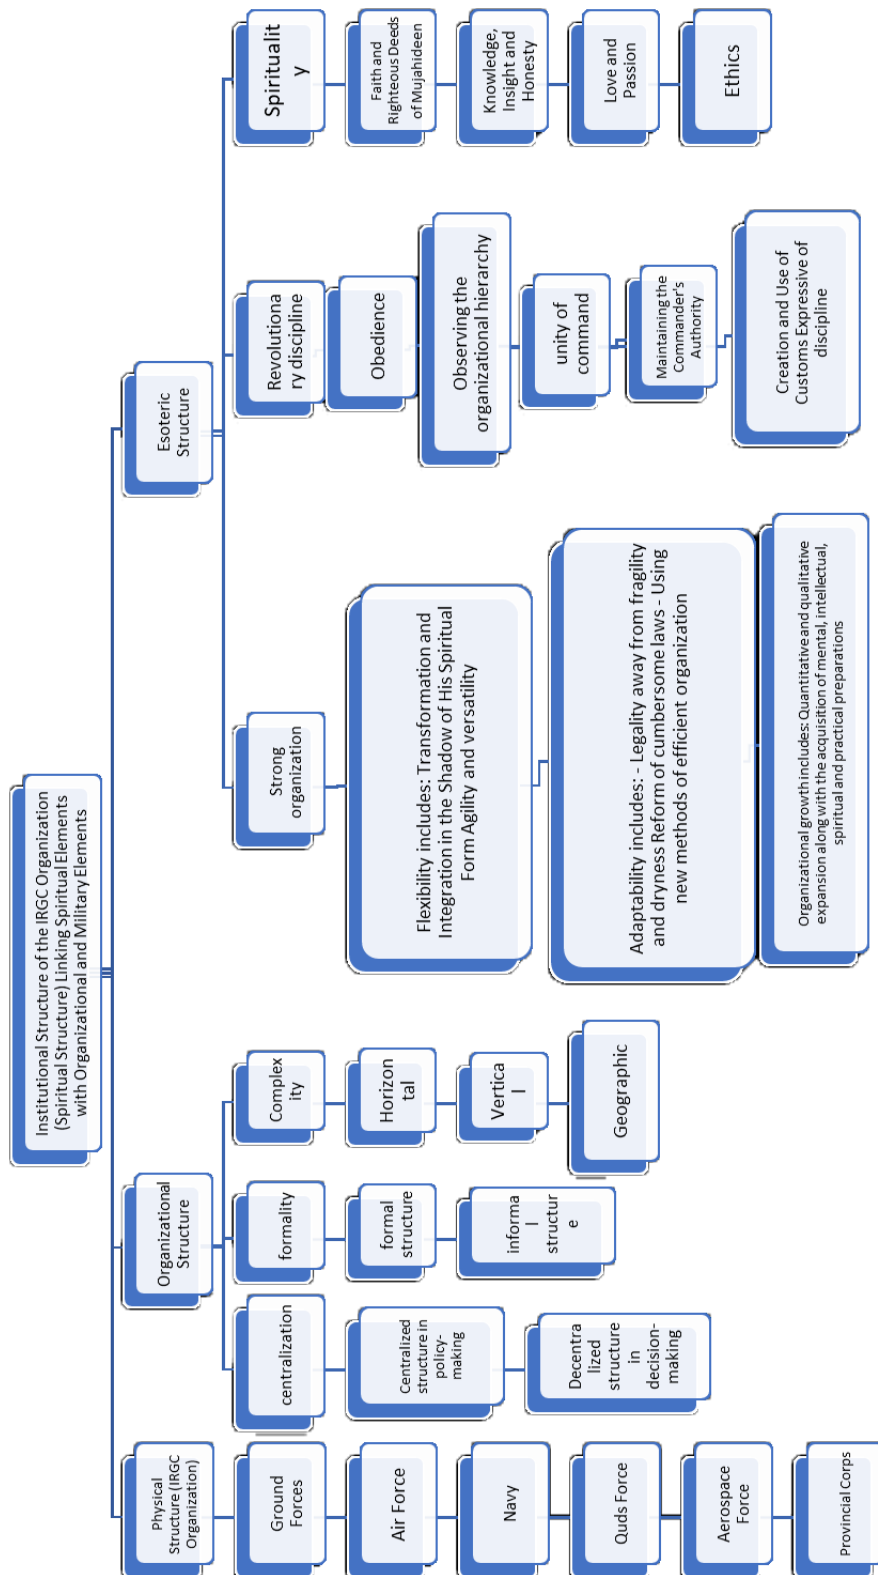 Institutional Structure of the IRGC Organization
(Spiritual Structure) Linking Spiritual Elements
with Organizational and Military Elements
Physical
Structure (IRGC
Organization)
Ground
Forces
Air Force
Navy
Quds Force
Aerospace
Force
Provincial Corps
Organizational
Structure
centralization
Centralized
structure in
policy-
making
Decentra
lized
structure
in
decision-
making
formality
formal
structure
informa
l
structur
e
Complex
ity
Horizon
tal
Vertica
l
Geographic
Esoteric
Structure
Strong
organization
Flexibility includes: Transformation and
Integration in the Shadow of His Spiritual
Form Agility and versatility
Adaptability includes: - Legality away from fragility
and dryness Reform of cumbersome laws - Using
new methods of efficient organization
Organizational growth includes: Quantitative and qualitative
expansion along with the acquisition of mental, intellectual,
spiritual and practical preparations
Revolutiona
ry discipline
Obedience
Observing the
organizational hierarchy
unity of
command
Maintaining the
Commander's
Authority
Creation and Use of
Customs Expressive of
discipline
Spiritualit
y
Faith and
Righteous Deeds
of Mujahideen
Knowledge,
Insight and
Honesty
Love and
Passion
Ethics